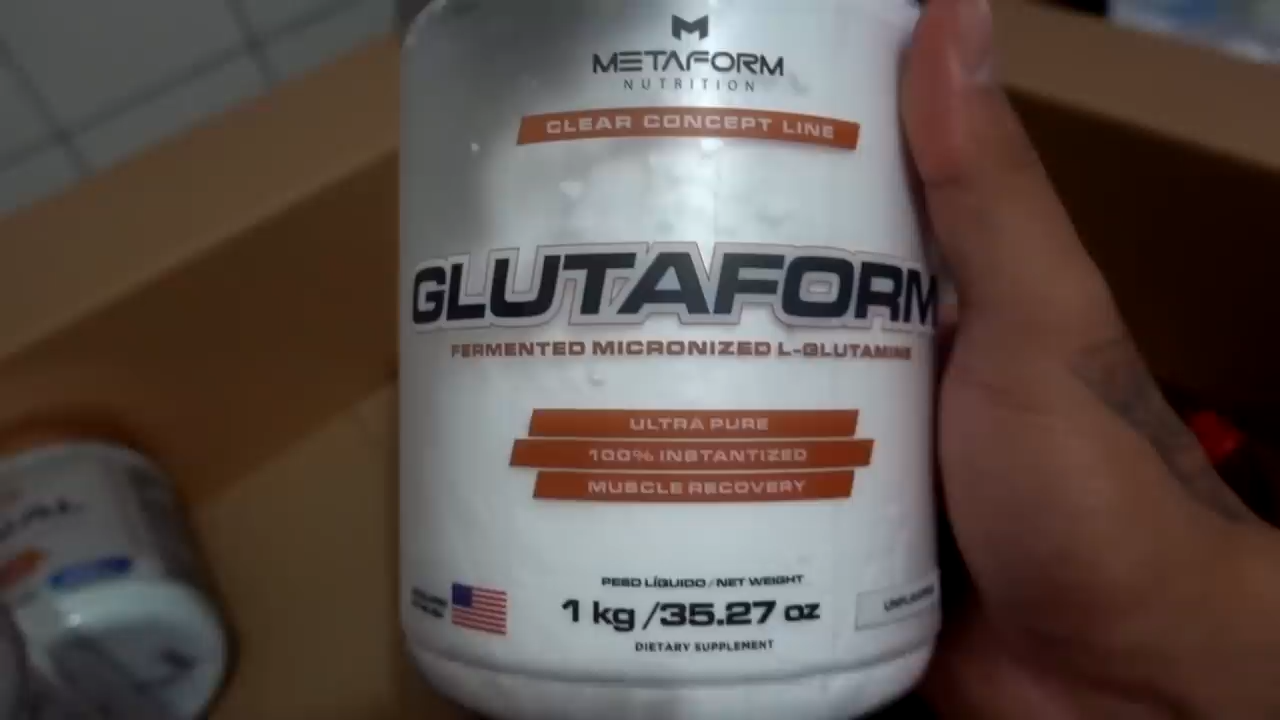 METAFORM
NUTRITION
CLEAR CONCEPT LINE
GLUTAFORM
FERMENTED MICRONIZED L-GLUTAMINE
ULTRA PURE
100% INSTANTIZED
MUSCLE RECOVERY
PESO LÍQUIDO / NET WEIGHT
1 kg /35.27 oz
DIETARY SUPPLEMENT